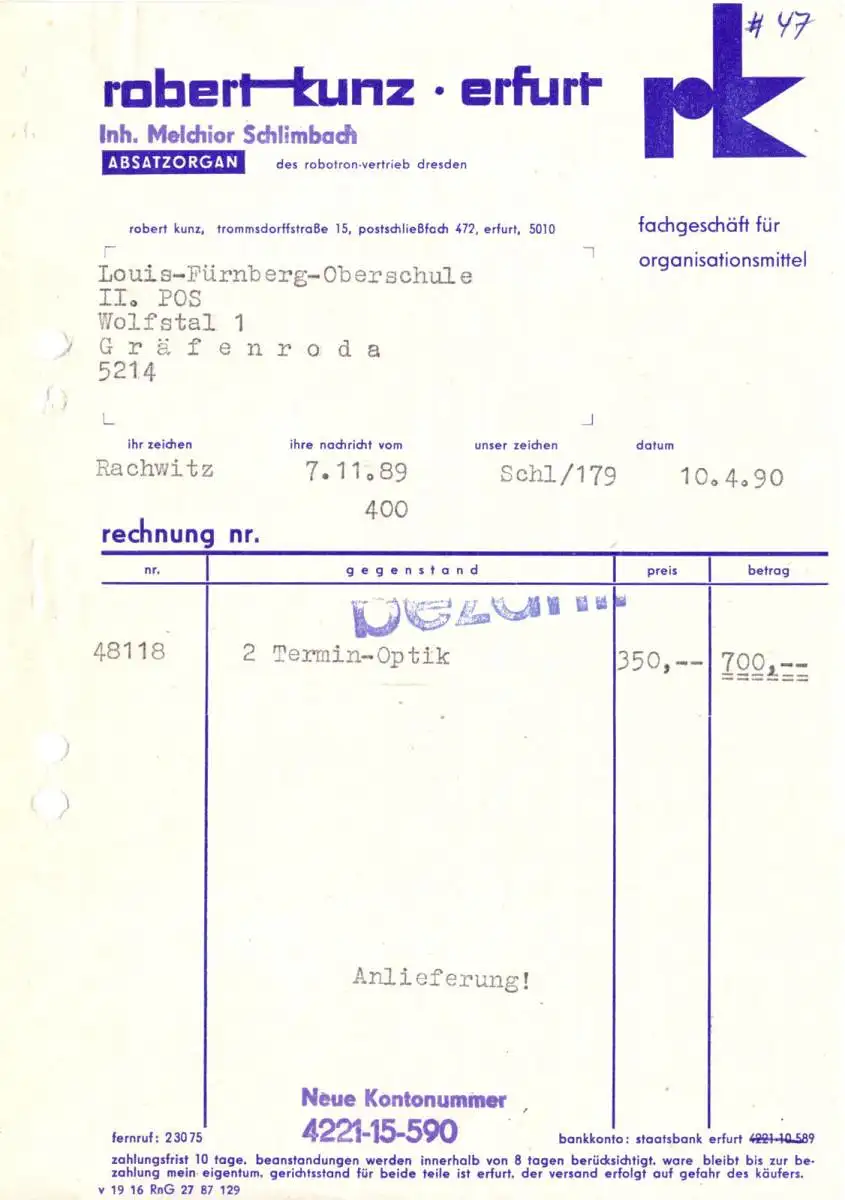 # 47
robert kunz · erfurt
rk
Inh. Melchior Schlimbach
ABSATZORGAN des robotron-vertrieb dresden
robert kunz, trommsdorffstraße 15, postschließfach 472, erfurt, 5010
fachgeschäft für
organisationsmittel
Louis-Fürnberg-Oberschule
II. POS
Wolfstal 1
G r ä f e n r o d a
5214
ihr zeichen ihre nachricht vom unser zeichen datum
Rachwitz 7.11.89 Schl/179 10.4.90
400
rechnung nr.
nr. gegenstand preis betrag
bezahlt
48118 2 Termin-Optik 350,-- 700,--
Anlieferung!
Neue Kontonummer
4221-15-590
fernruf: 23075 bankkonto: staatsbank erfurt 4221-10-589
zahlungsfrist 10 tage. beanstandungen werden innerhalb von 8 tagen berücksichtigt. ware bleibt bis zur be-
zahlung mein eigentum. gerichtsstand für beide teile ist erfurt. der versand erfolgt auf gefahr des käufers.
v 19 16 RnG 27 87 129